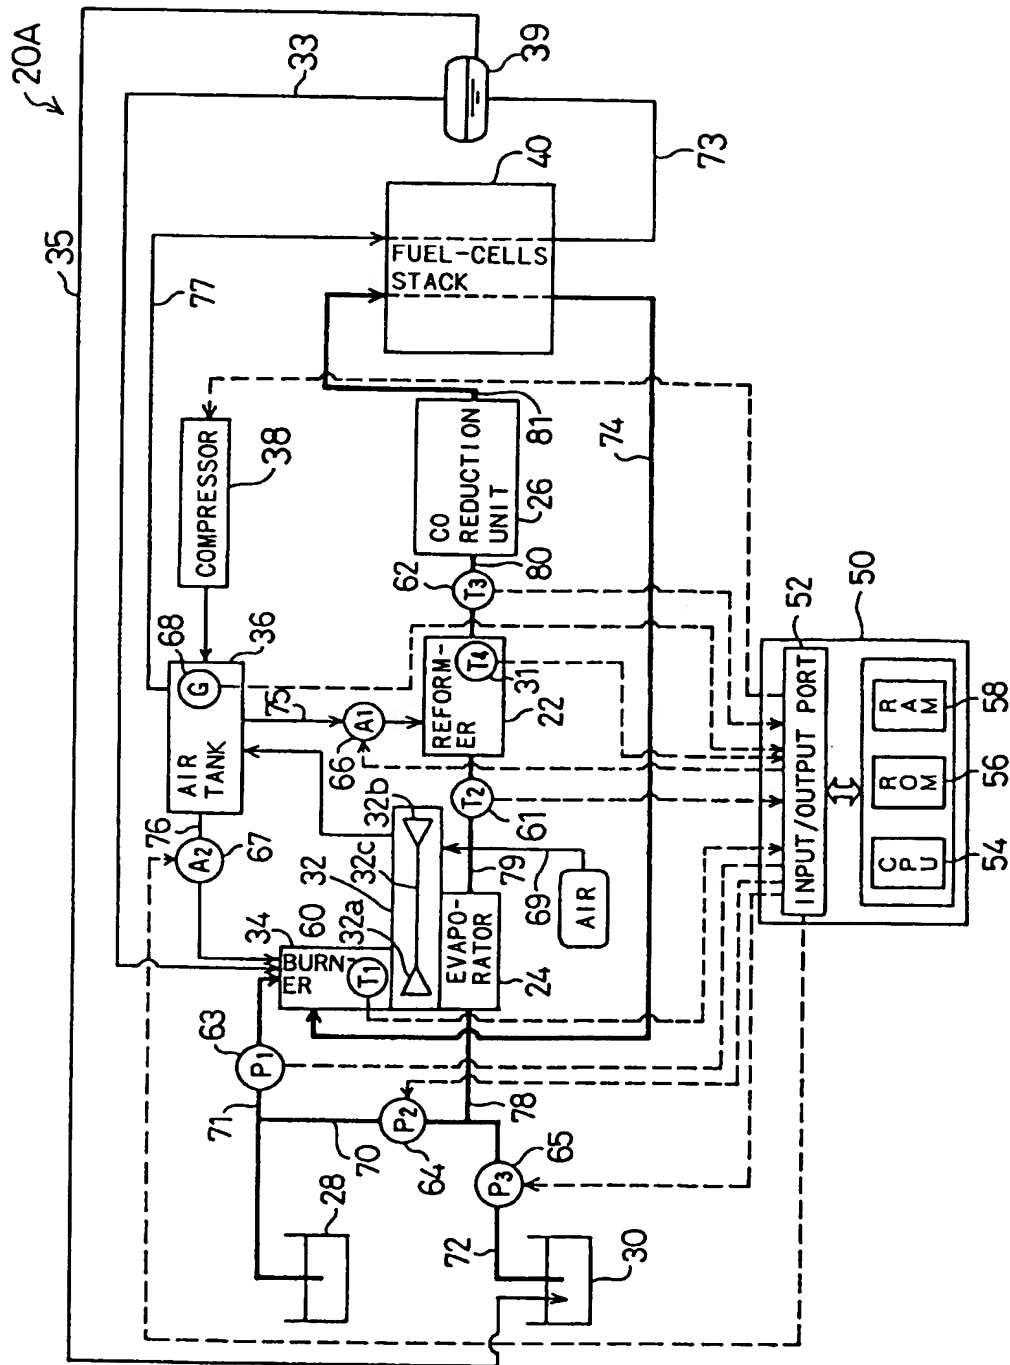 20A
35
33
39
77
40
FUEL-CELLS
STACK
73
COMPRESSOR
38
68
G
36
AIR
TANK
75
76
A2
67
66
A1
62
T3
80
CO
REDUCTION
UNIT
26
81
74
REFORM-
ER
T4
31
22
T2
61
79
34
60
BURN-
ER
T1
32
32a
32b
32c
EVAPO-
RATOR
24
69
AIR
63
P1
71
70
P2
64
78
P3
65
72
28
30
50
52
INPUT/OUTPUT PORT
CPU
54
ROM
56
RAM
58